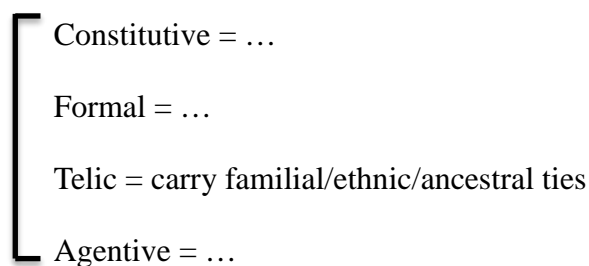 Constitutive = …
Formal = …
Telic = carry familial/ethnic/ancestral ties
Agentive = …